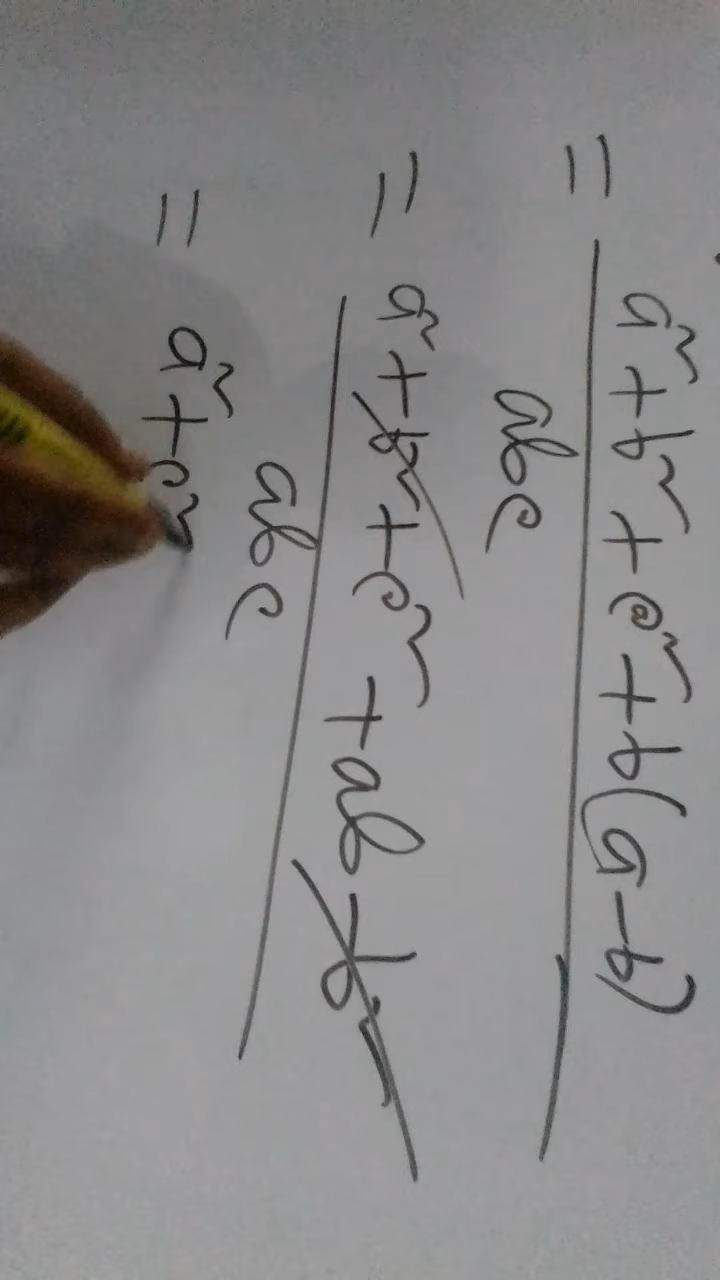 = a² + b² + c² + b(a - b)
abc
= a² + b² + c² + ab - b²
abc
= a² + c²